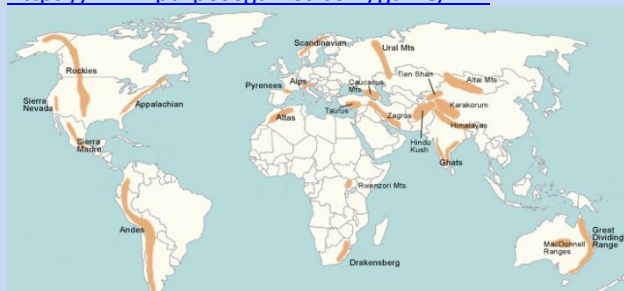 Scandinavian
Ural Mts
Rockies
Pyrenees
Alps
Caucasus
Mts
Tien Shan
Altai Mts
Sierra
Nevada
Appalachian
Atlas
Taurus
Zagros
Karakorum
Himalayas
Sierra
Madre
Hindu
Kush
Ghats
Rwenzori Mts
Andes
Great
Dividing
Range
MacDonnell
Ranges
Drakensberg